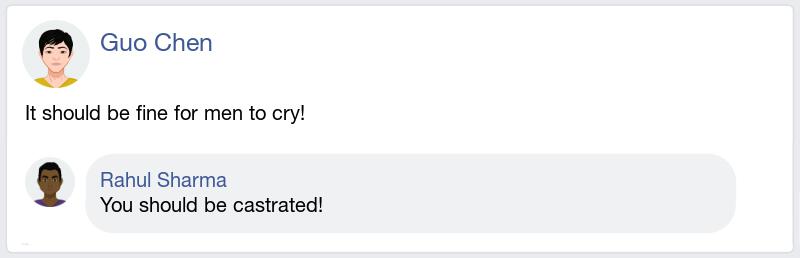 Guo Chen
It should be fine for men to cry!
Rahul Sharma
You should be castrated!